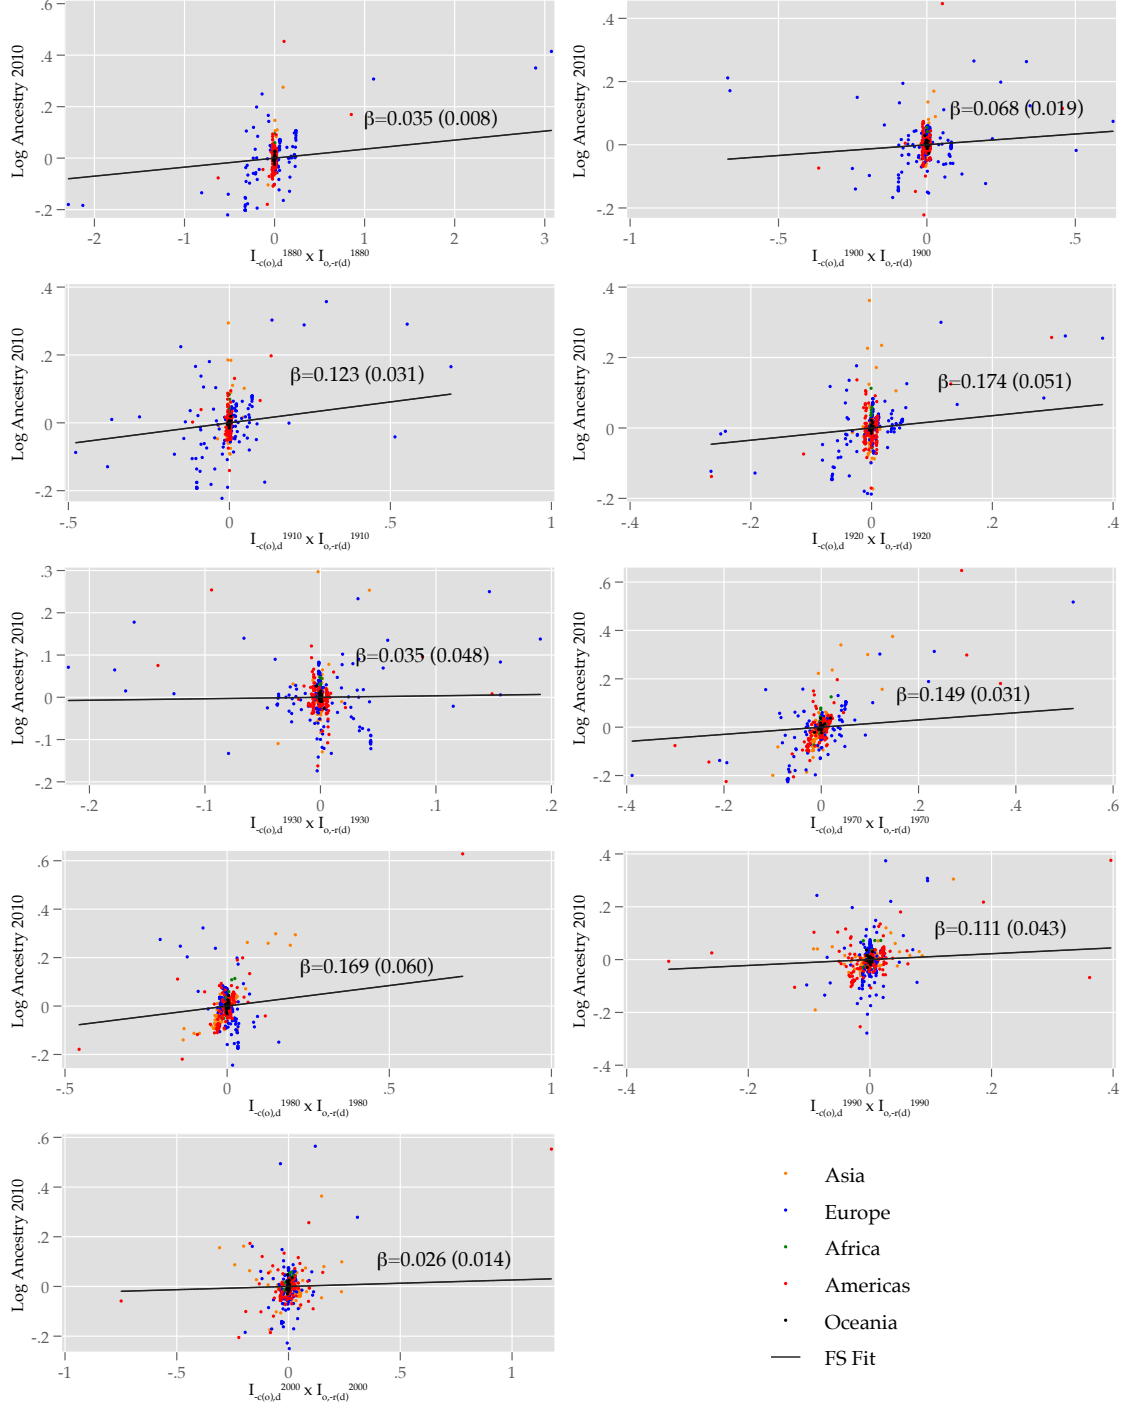 .6
.4
.2
0
-.2
Log Ancestry 2010
β=0.035 (0.008)
-2 -1 0 1 2 3
I-c(o),d 1880 x Io,-r(d) 1880
.4
.2
0
-.2
Log Ancestry 2010
β=0.068 (0.019)
-1 -.5 0 .5
I-c(o),d 1900 x Io,-r(d) 1900
.4
.2
0
-.2
Log Ancestry 2010
β=0.123 (0.031)
-.5 0 .5 1
I-c(o),d 1910 x Io,-r(d) 1910
.4
.2
0
-.2
Log Ancestry 2010
β=0.174 (0.051)
-.4 -.2 0 .2 .4
I-c(o),d 1920 x Io,-r(d) 1920
.3
.2
.1
0
-.1
-.2
Log Ancestry 2010
β=0.035 (0.048)
-.2 -.1 0 .1 .2
I-c(o),d 1930 x Io,-r(d) 1930
.6
.4
.2
0
-.2
Log Ancestry 2010
β=0.149 (0.031)
-.4 -.2 0 .2 .4 .6
I-c(o),d 1970 x Io,-r(d) 1970
.6
.4
.2
0
-.2
Log Ancestry 2010
β=0.169 (0.060)
-.5 0 .5 1
I-c(o),d 1980 x Io,-r(d) 1980
.4
.2
0
-.2
-.4
Log Ancestry 2010
β=0.111 (0.043)
-.4 -.2 0 .2 .4
I-c(o),d 1990 x Io,-r(d) 1990
.6
.4
.2
0
-.2
Log Ancestry 2010
β=0.026 (0.014)
-1 -.5 0 .5 1
I-c(o),d 2000 x Io,-r(d) 2000
Asia
Europe
Africa
Americas
Oceania
FS Fit